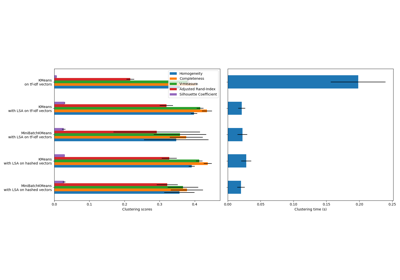 Homogeneity
Completeness
V-measure
Adjusted Rand-Index
Silhouette Coefficient
KMeans
on tf-idf vectors
KMeans
with LSA on tf-idf vectors
MiniBatchKMeans
with LSA on tf-idf vectors
KMeans
with LSA on hashed vectors
MiniBatchKMeans
with LSA on hashed vectors
0.0 0.1 0.2 0.3 0.4
Clustering scores
0.00 0.05 0.10 0.15 0.20 0.25
Clustering time (s)